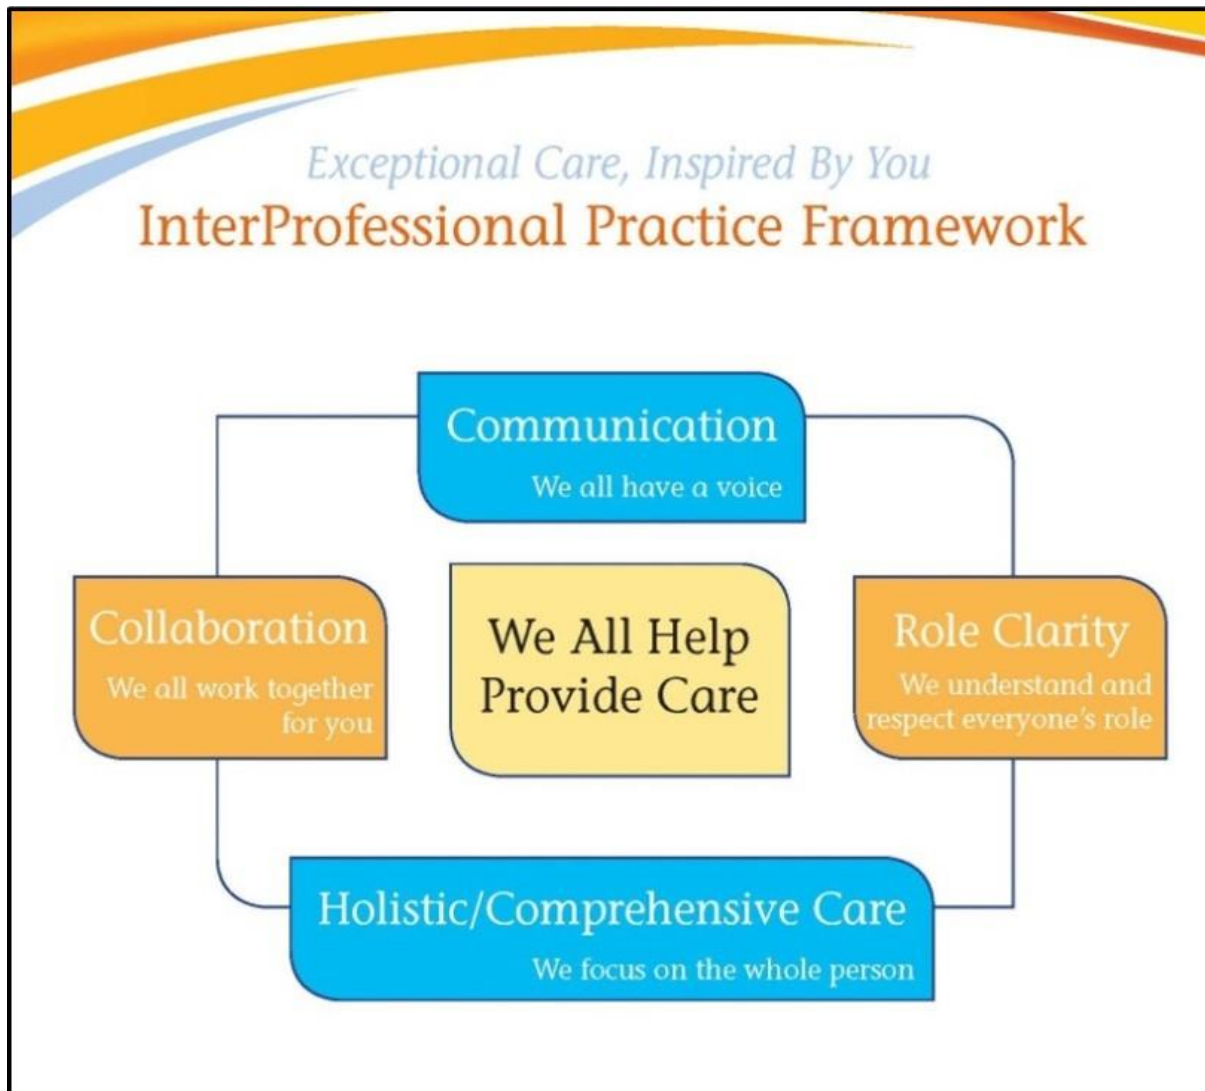 Exceptional Care, Inspired By You
InterProfessional Practice Framework
Communication
We all have a voice
Collaboration
We all work together
for you
We All Help
Provide Care
Role Clarity
We understand and
respect everyone's role
Holistic/Comprehensive Care
We focus on the whole person